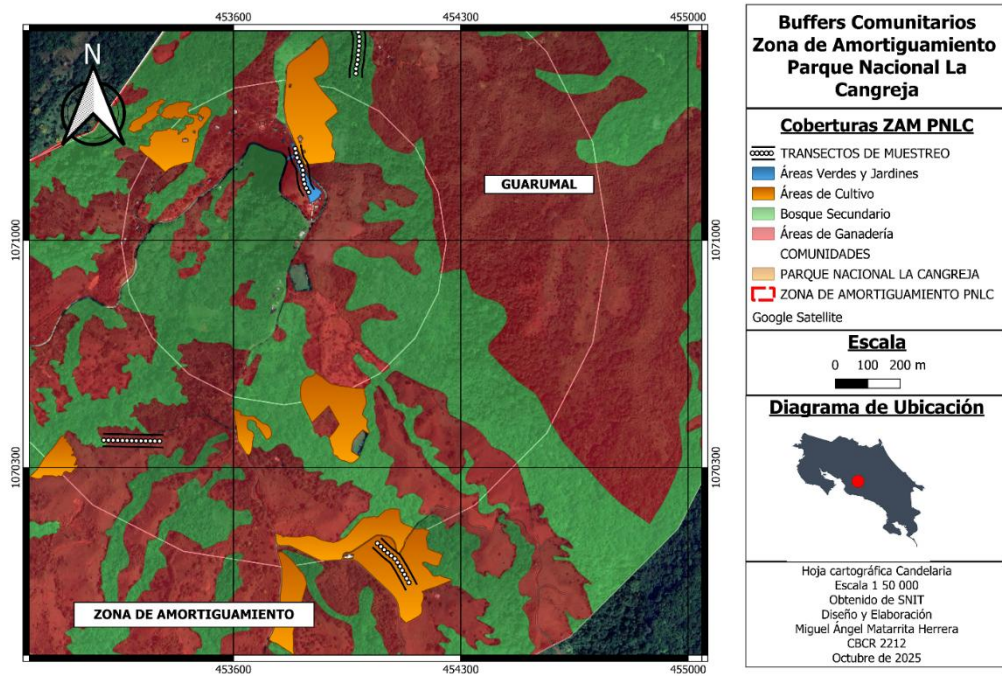 453600
454300
455000
N
GUARUMAL
1071000
1071000
1070300
1070300
ZONA DE AMORTIGUAMIENTO
453600
454300
455000
Buffers Comunitarios
Zona de Amortiguamiento
Parque Nacional La
Cangreja
Coberturas ZAM PNLC
TRANSECTOS DE MUESTREO
Áreas Verdes y Jardines
Áreas de Cultivo
Bosque Secundario
Áreas de Ganadería
COMUNIDADES
PARQUE NACIONAL LA CANGREJA
ZONA DE AMORTIGUAMIENTO PNLC
Google Satellite
Escala
0 100 200 m
Diagrama de Ubicación
Hoja cartográfica Candelaria
Escala 1 50 000
Obtenido de SNIT
Diseño y Elaboración
Miguel Ángel Matarrita Herrera
CBCR 2212
Octubre de 2025